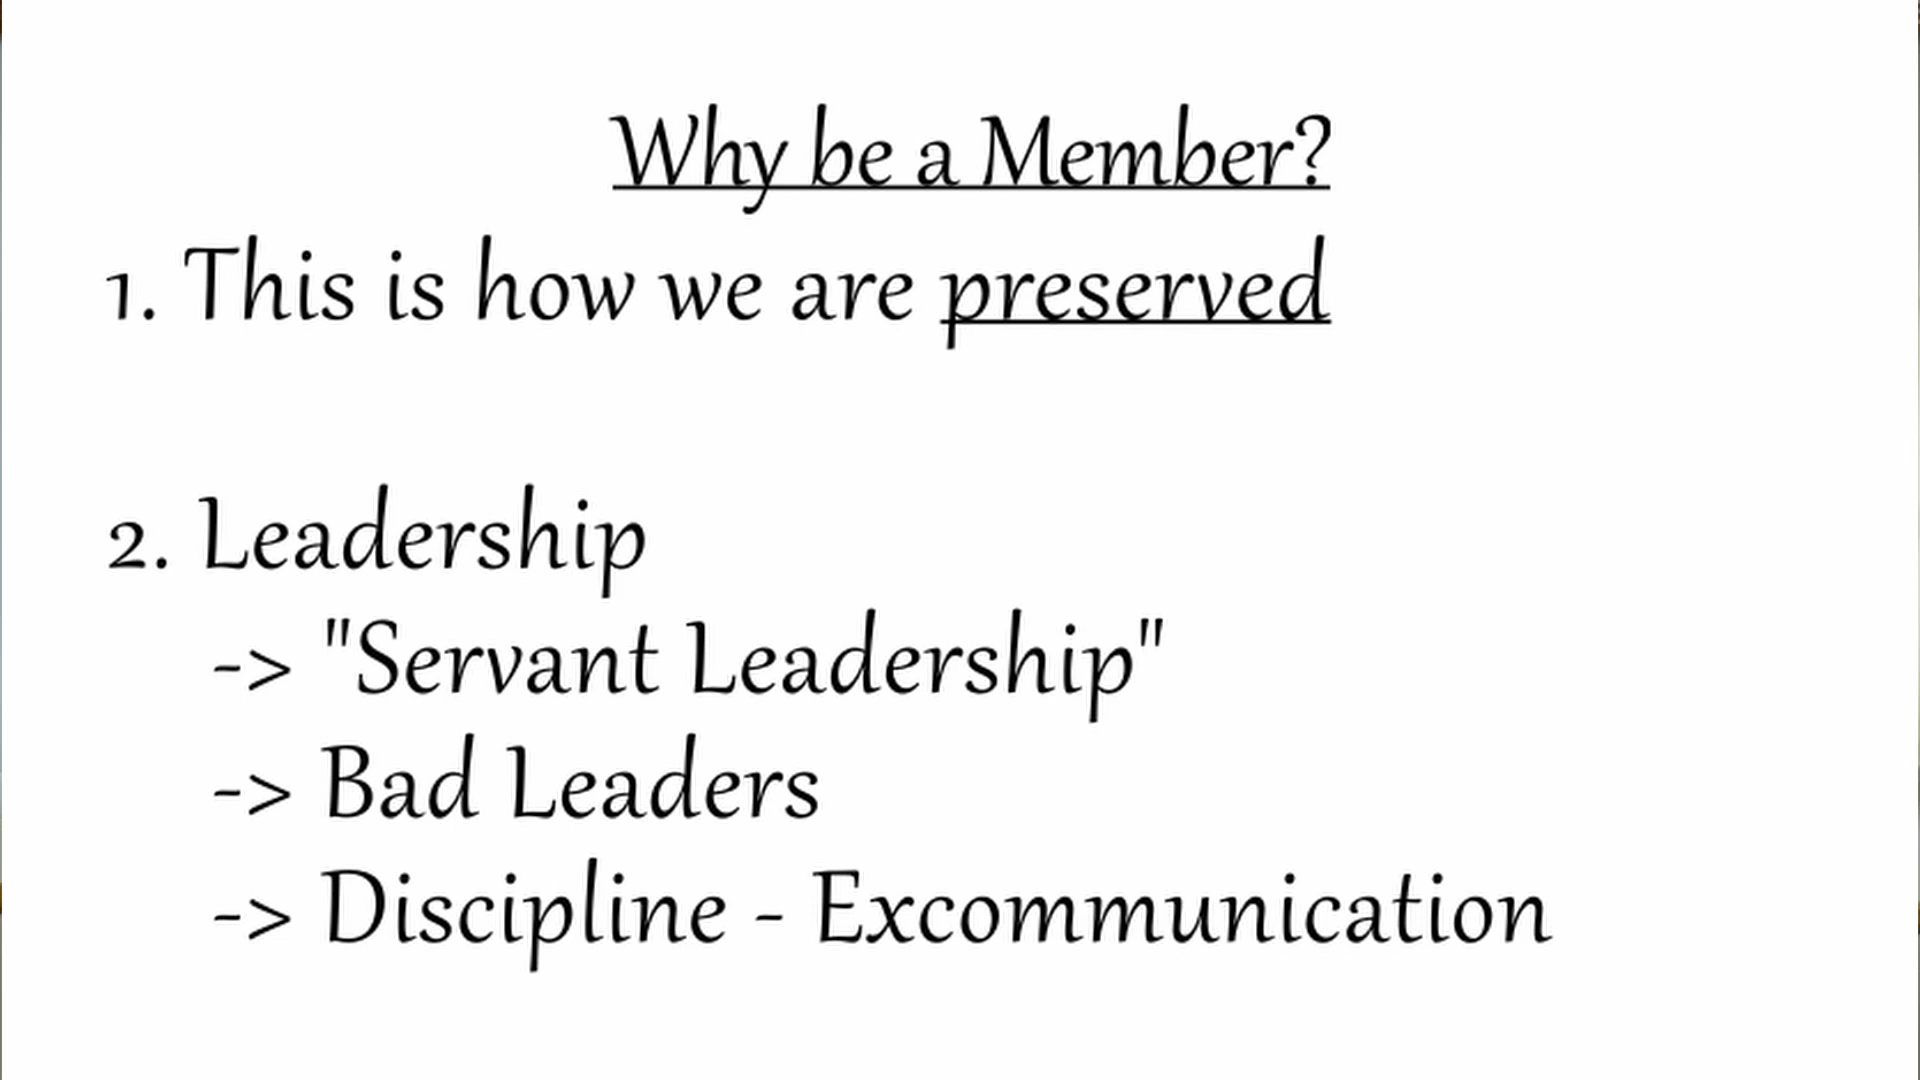 Why be a Member?
1. This is how we are preserved
2. Leadership
-> "Servant Leadership"
-> Bad Leaders
-> Discipline - Excommunication